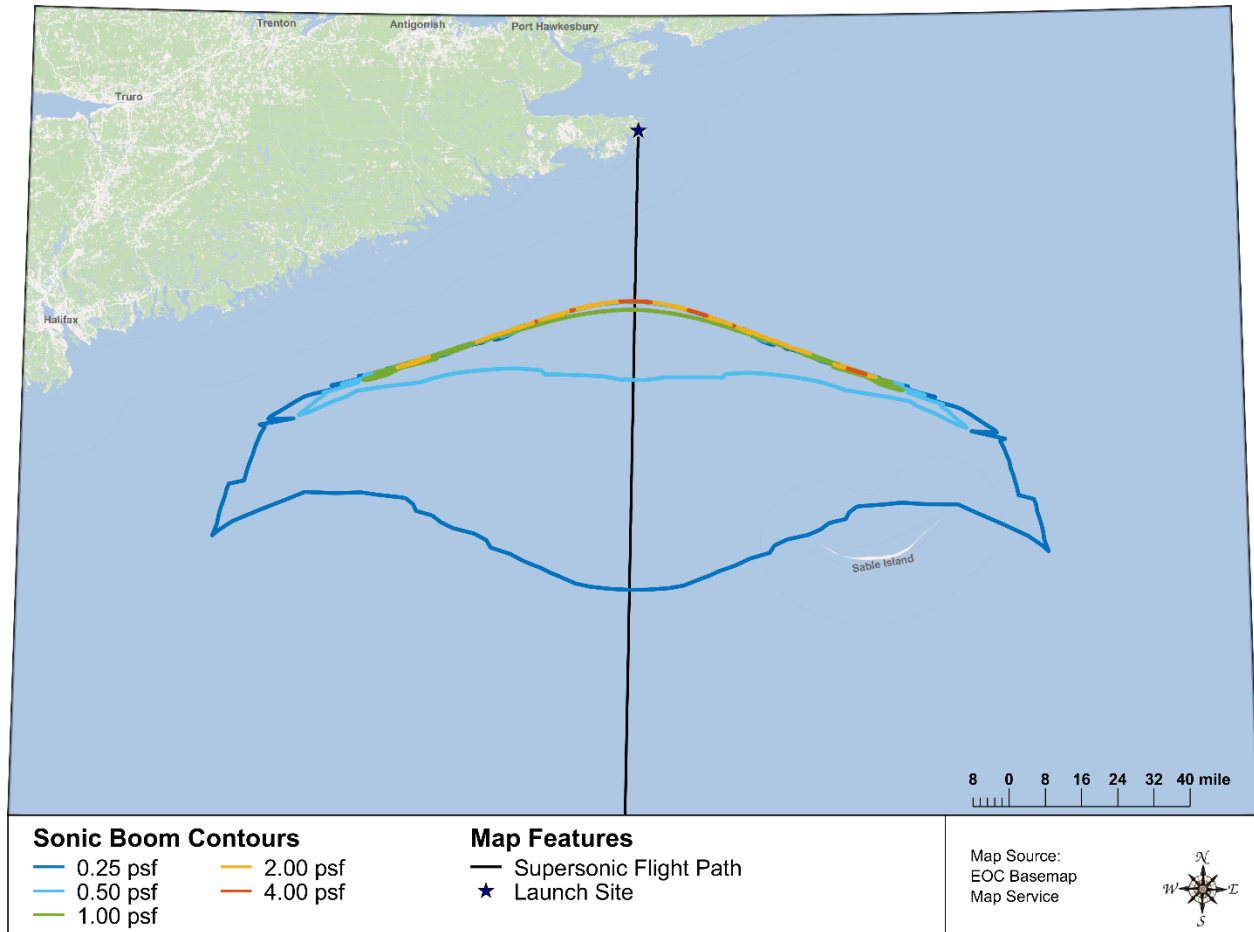 Trenton
Antigonish
Port Hawkesbury
Truro
Halifax
Sable Island
8 0 8 16 24 32 40 mile
Sonic Boom Contours
0.25 psf
0.50 psf
1.00 psf
2.00 psf
4.00 psf
Map Features
Supersonic Flight Path
Launch Site
Map Source:
EOC Basemap
Map Service
N
W E
S